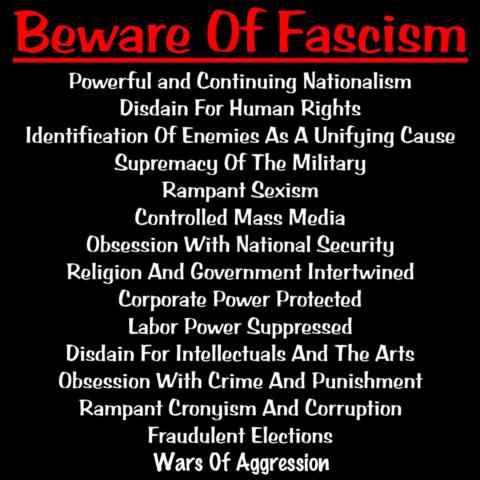 Beware Of Fascism
Powerful and Continuing Nationalism
Disdain For Human Rights
Identification Of Enemies As A Unifying Cause
Supremacy Of The Military
Rampant Sexism
Controlled Mass Media
Obsession With National Security
Religion And Government Intertwined
Corporate Power Protected
Labor Power Suppressed
Disdain For Intellectuals And The Arts
Obsession With Crime And Punishment
Rampant Cronyism And Corruption
Fraudulent Elections
Wars Of Aggression